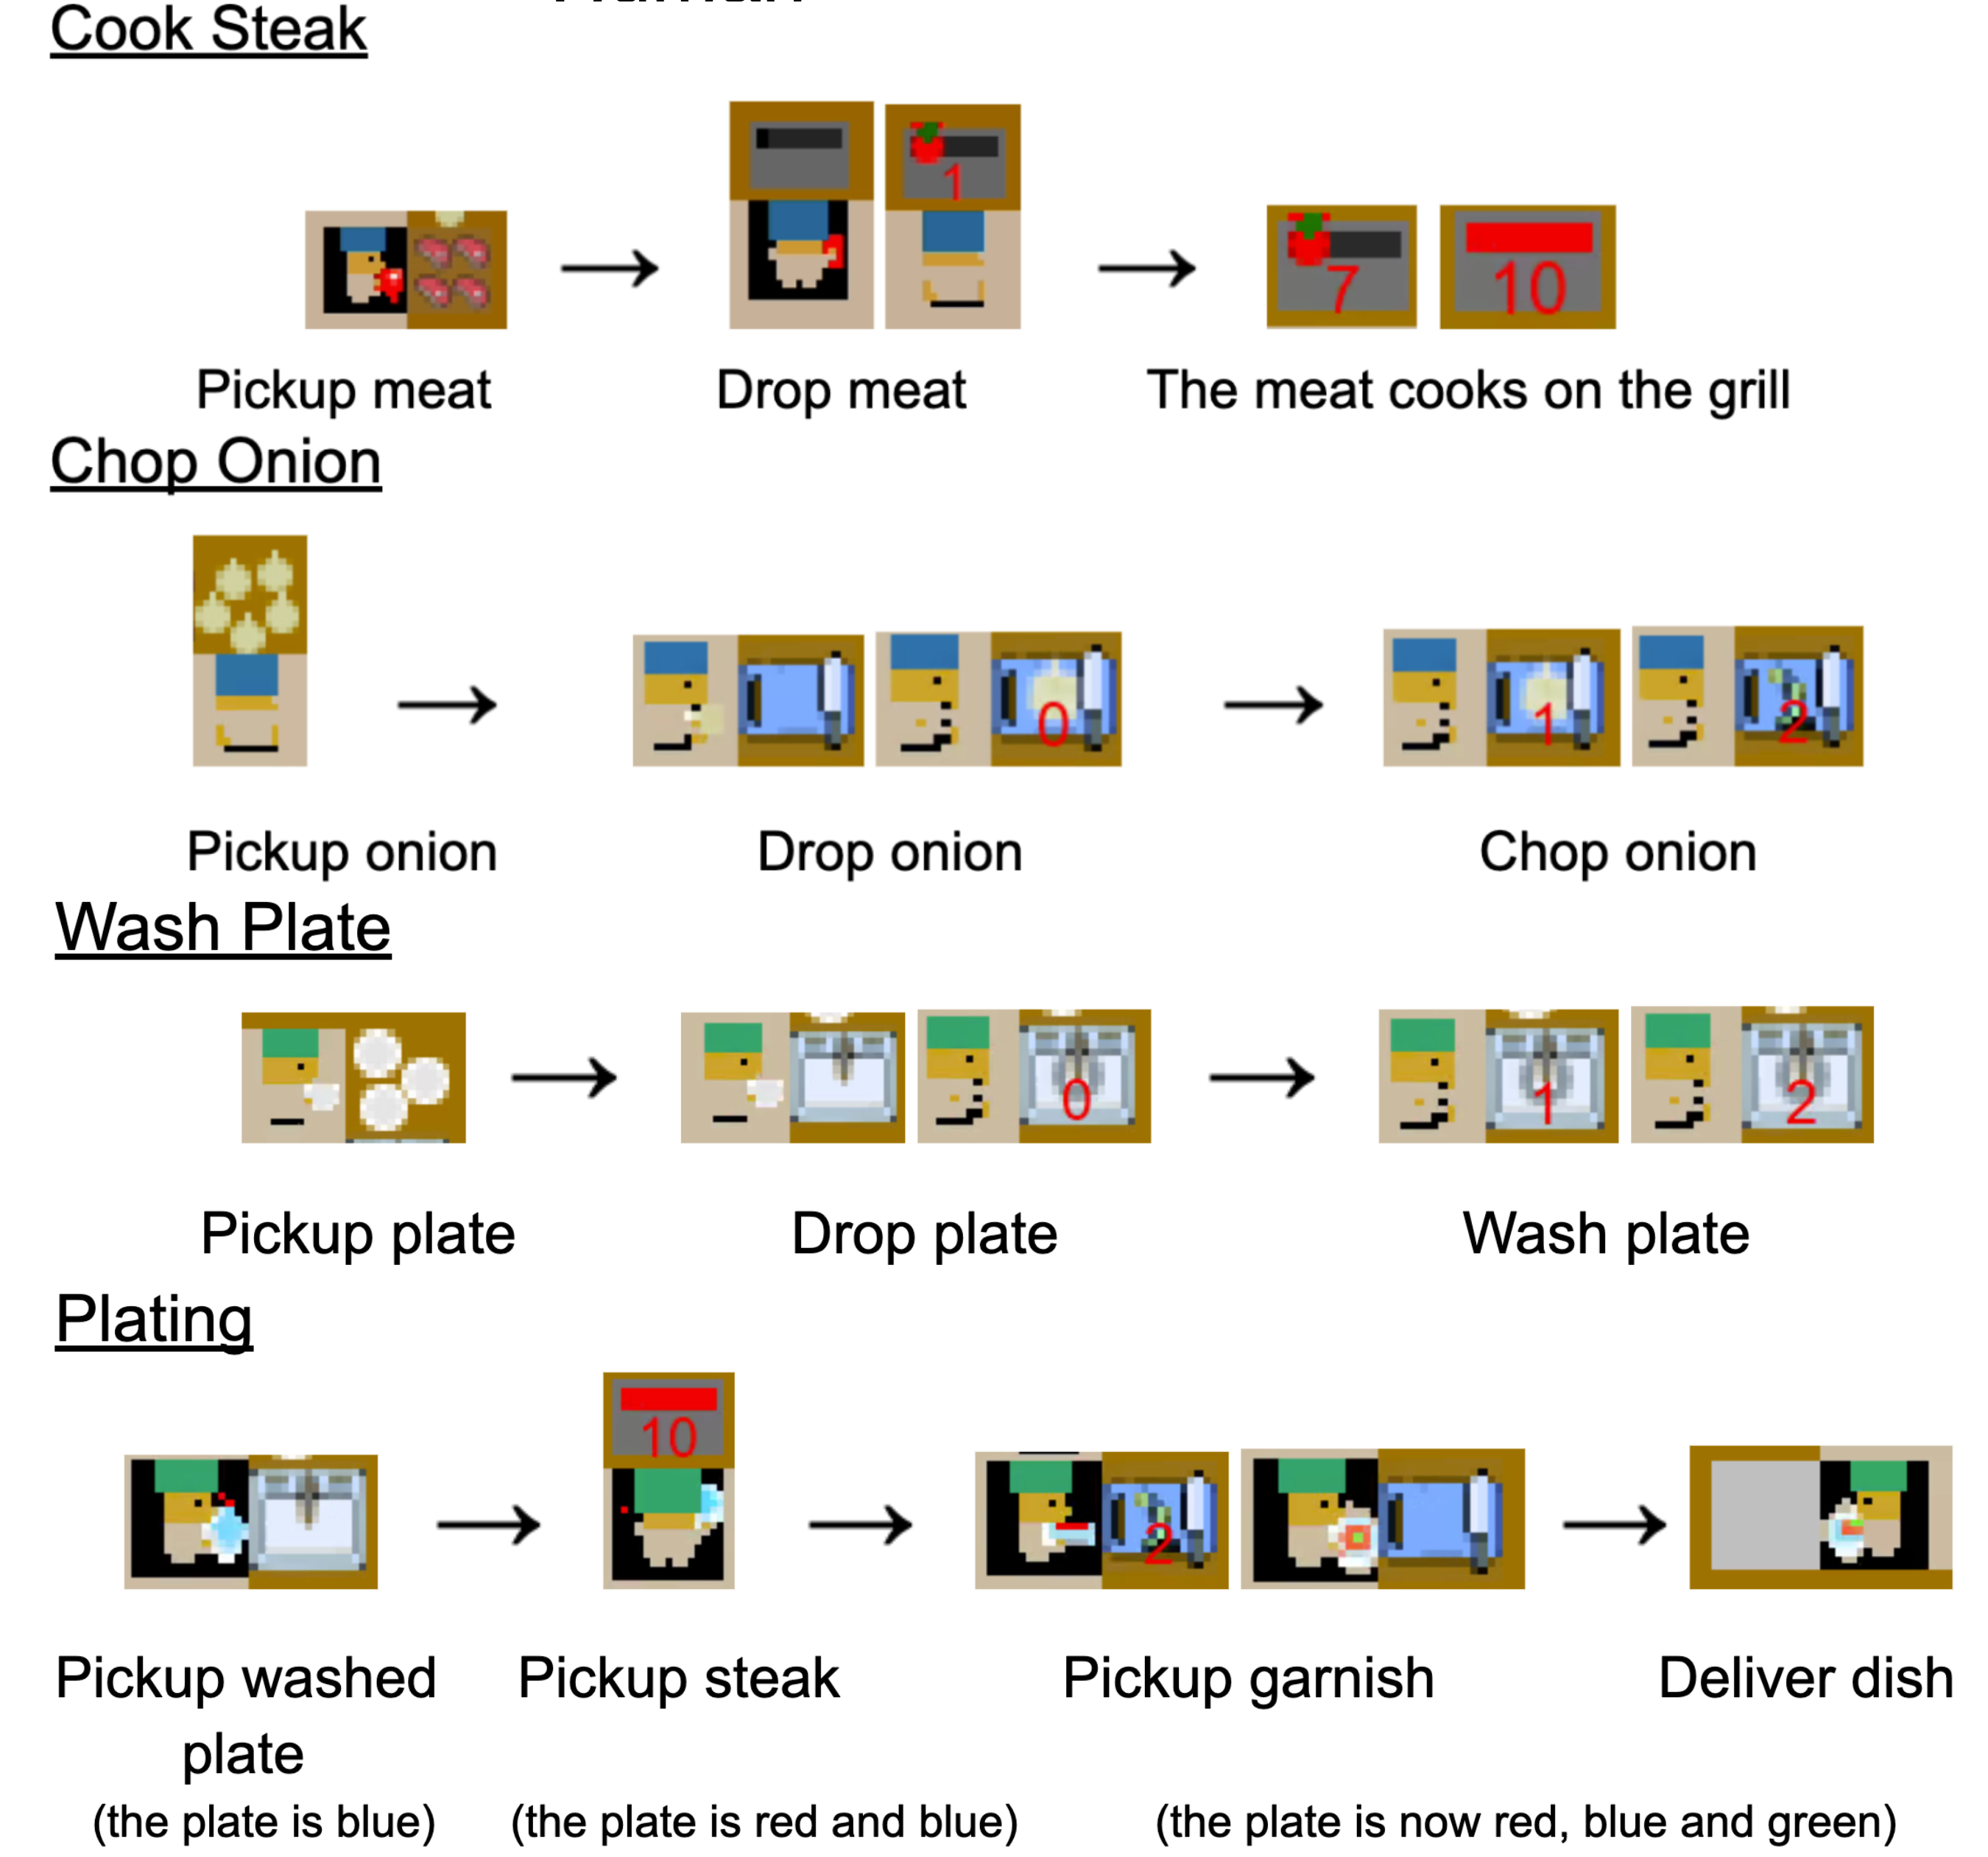 Cook Steak
1
7 10
Pickup meat Drop meat The meat cooks on the grill
Chop Onion
0 1 2
Pickup onion Drop onion Chop onion
Wash Plate
0 1 2
Pickup plate Drop plate Wash plate
Plating
10
2
Pickup washed Pickup steak Pickup garnish Deliver dish
plate
(the plate is blue) (the plate is red and blue) (the plate is now red, blue and green)